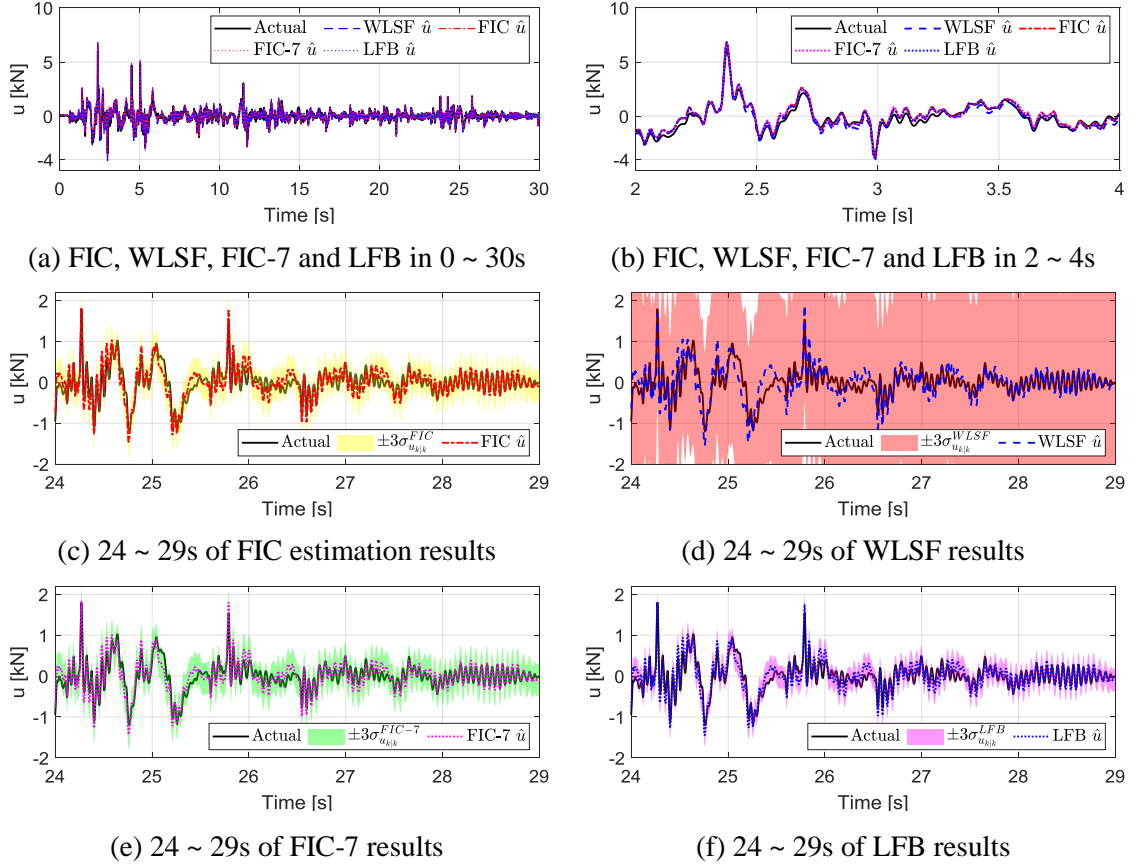 Actual WLSF û FIC û
FIC-7 û LFB û
10
5
0
-4
u [kN]
0 5 10 15 20 25 30
Time [s]
(a) FIC, WLSF, FIC-7 and LFB in 0 ~ 30s
Actual WLSF û FIC û
FIC-7 û LFB û
10
5
0
-4
u [kN]
2 2.5 3 3.5 4
Time [s]
(b) FIC, WLSF, FIC-7 and LFB in 2 ~ 4s
2
1
0
-1
-2
u [kN]
Actual ±3σ^{FIC}_{u_{k|k}} FIC û
24 25 26 27 28 29
Time [s]
(c) 24 ~ 29s of FIC estimation results
2
1
0
-1
-2
u [kN]
Actual ±3σ^{WLSF}_{u_{k|k}} WLSF û
24 25 26 27 28 29
Time [s]
(d) 24 ~ 29s of WLSF results
2
1
0
-1
-2
u [kN]
Actual ±3σ^{FIC-7}_{u_{k|k}} FIC-7 û
24 25 26 27 28 29
Time [s]
(e) 24 ~ 29s of FIC-7 results
2
1
0
-1
-2
u [kN]
Actual ±3σ^{LFB}_{u_{k|k}} LFB û
24 25 26 27 28 29
Time [s]
(f) 24 ~ 29s of LFB results